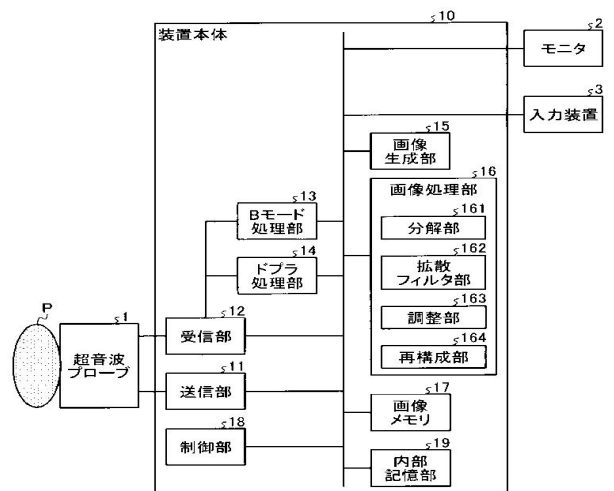 10
装置本体
2
モニタ
3
入力装置
15
画像
生成部
16
画像処理部
161
分解部
162
拡散
フィルタ部
163
調整部
164
再構成部
13
Bモード
処理部
14
ドプラ
処理部
12
受信部
P
1
超音波
プローブ
11
送信部
17
画像
メモリ
18
制御部
19
内部
記憶部